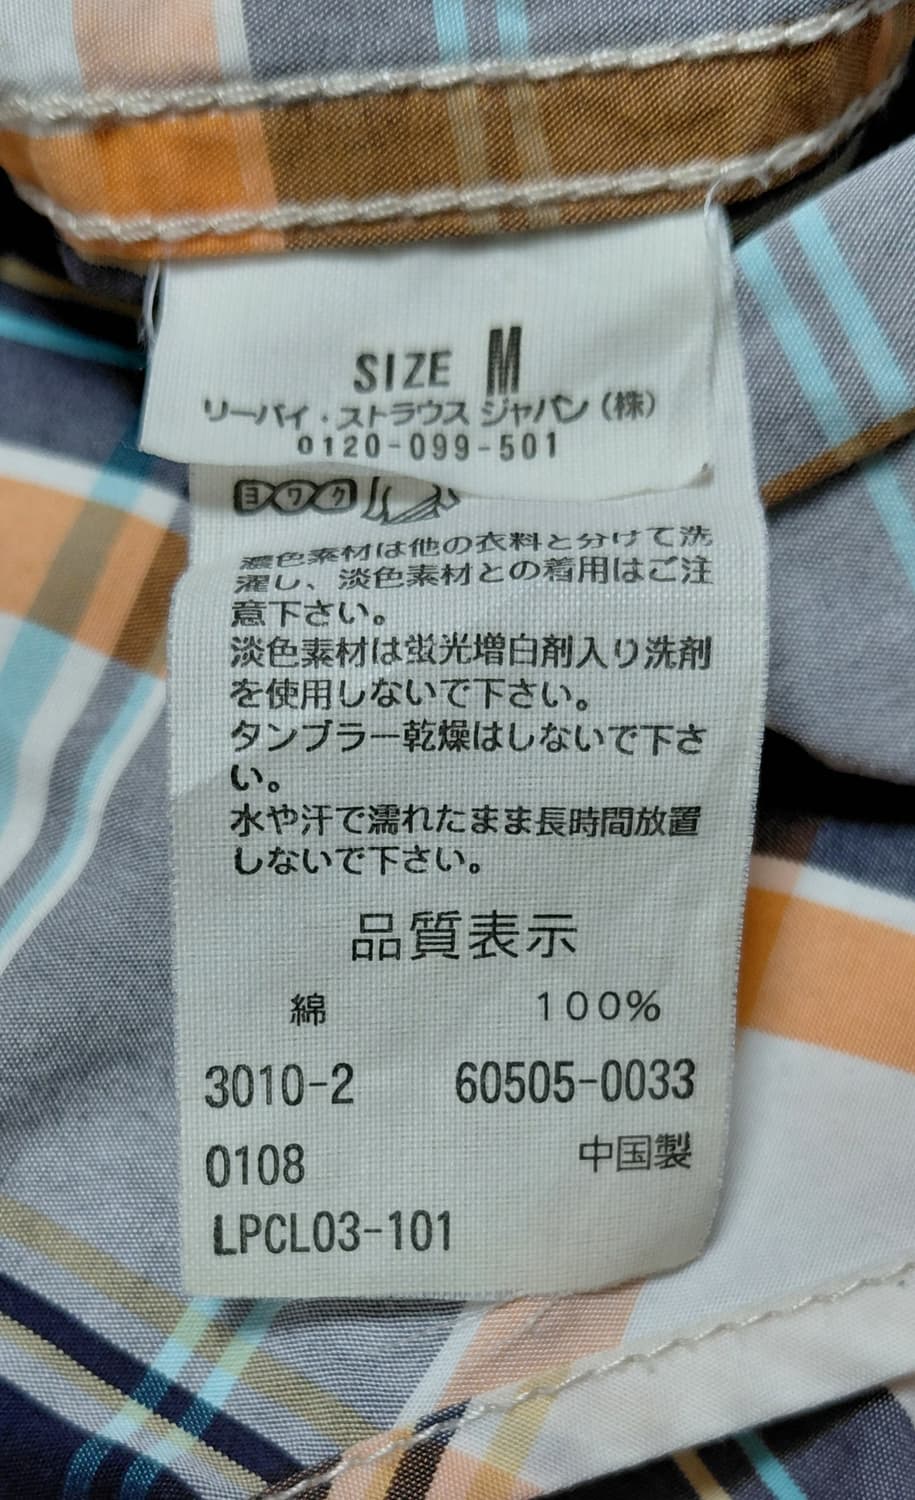 SIZE M
リーバイ・ストラウス ジャパン（株）
0120-099-501
ヨワク
濃色素材は他の衣料と分けて洗
濯し、淡色素材との着用はご注
意下さい。
淡色素材は蛍光増白剤入り洗剤
を使用しないで下さい。
タンブラー乾燥はしないで下さ
い。
水や汗で濡れたまま長時間放置
しないで下さい。
品質表示
綿 100%
3010-2 60505-0033
0108 中国製
LPCL03-101